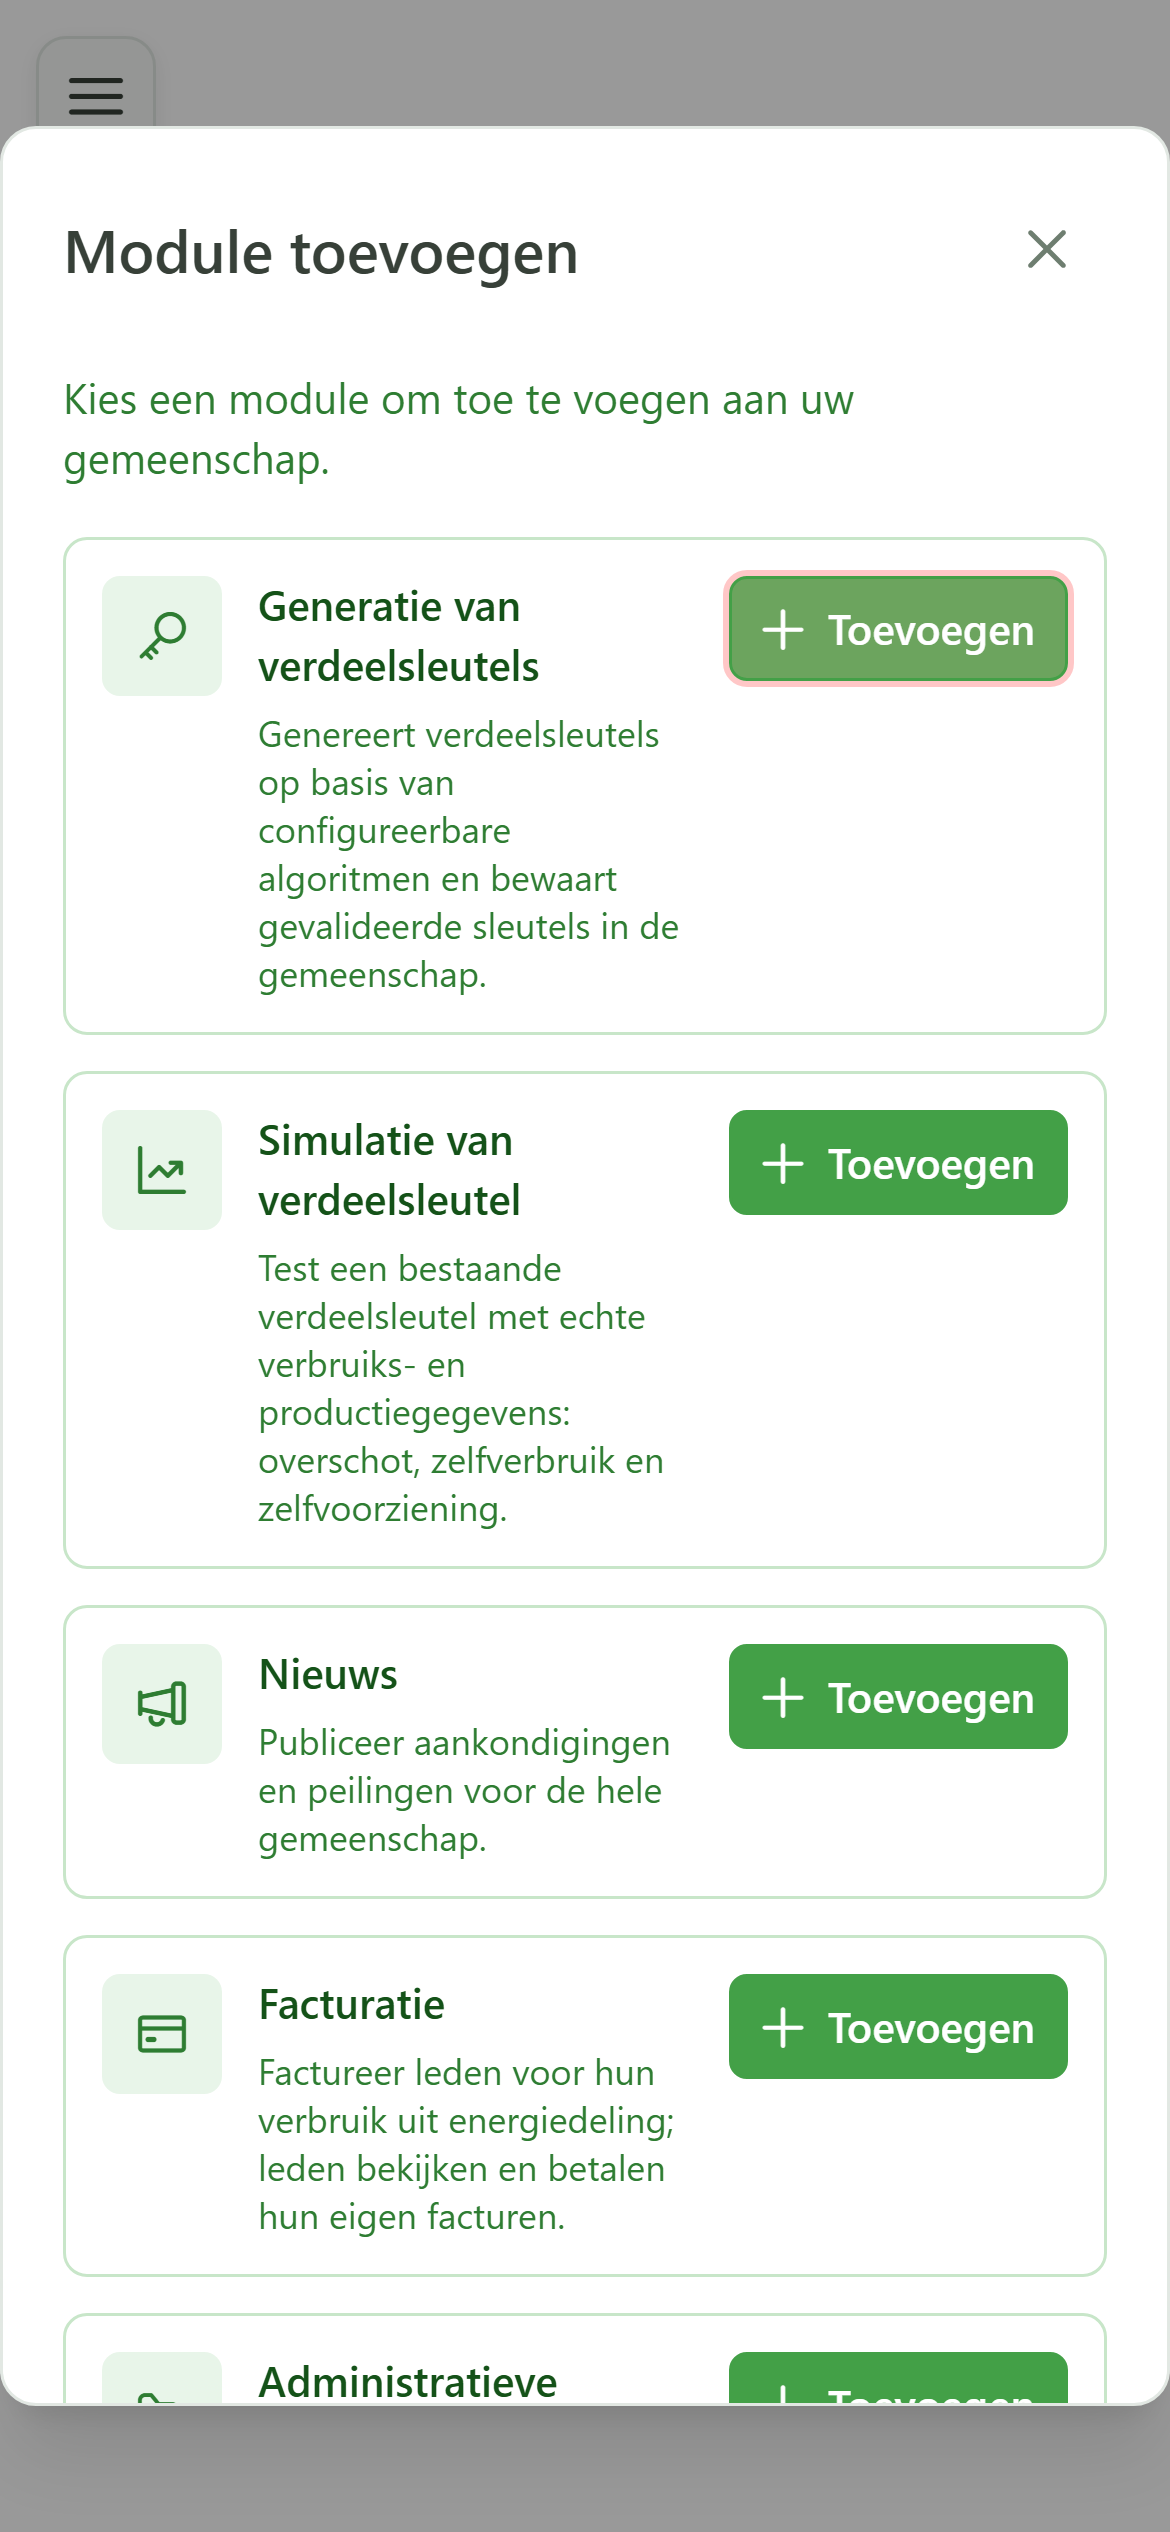 Module toevoegen
Kies een module om toe te voegen aan uw
gemeenschap.
Generatie van
verdeelsleutels
Toevoegen
Genereert verdeelsleutels
op basis van
configureerbare
algoritmen en bewaart
gevalideerde sleutels in de
gemeenschap.
Simulatie van
verdeelsleutel
Toevoegen
Test een bestaande
verdeelsleutel met echte
verbruiks- en
productiegegevens:
overschot, zelfverbruik en
zelfvoorziening.
Nieuws
Toevoegen
Publiceer aankondigingen
en peilingen voor de hele
gemeenschap.
Facturatie
Toevoegen
Factureer leden voor hun
verbruik uit energiedeling;
leden bekijken en betalen
hun eigen facturen.
Administratieve
Toevoegen